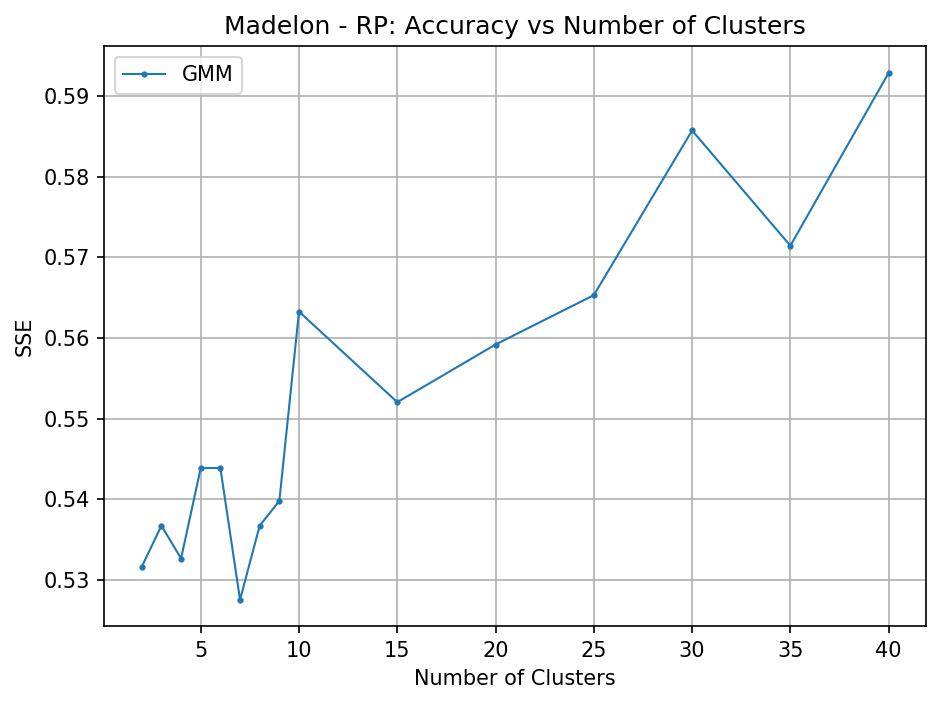 Madelon - RP: Accuracy vs Number of Clusters
GMM
0.59
0.58
0.57
0.56
0.55
0.54
0.53
SSE
5 10 15 20 25 30 35 40
Number of Clusters